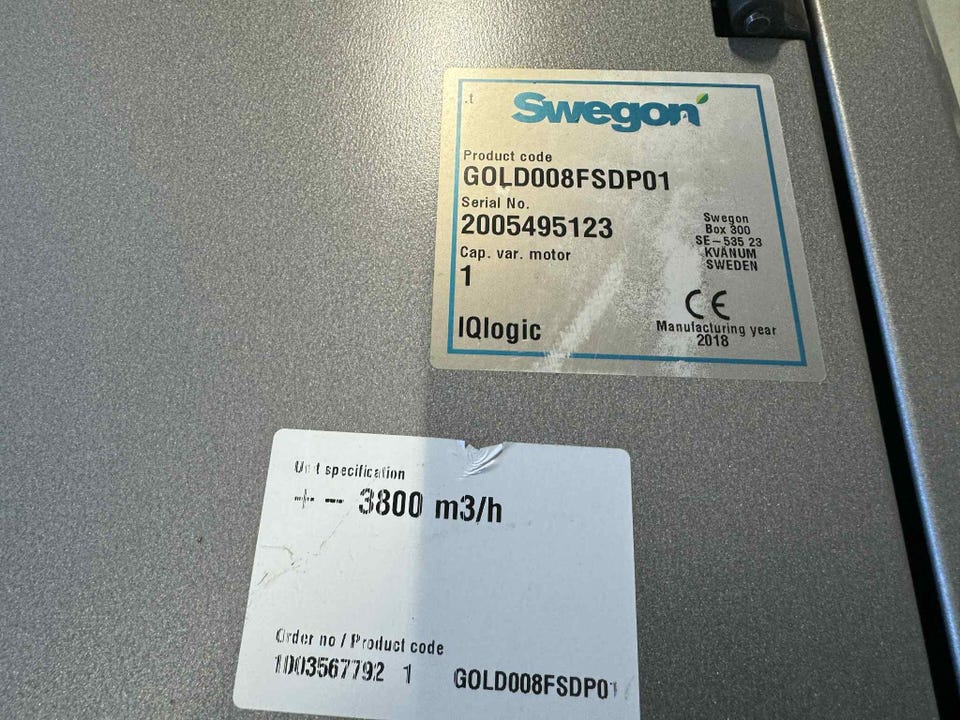 .t
Swegon
Product code
GOLD008FSDP01
Serial No.
2005495123
Cap. var. motor
1
IQlogic
Swegon
Box 300
SE-535 23
KVÄNUM
SWEDEN
CE
Manufacturing year
2018
Unit specification
+- -- 3800 m3/h
Order no / Product code
1003567792 1 GOLD008FSDP01